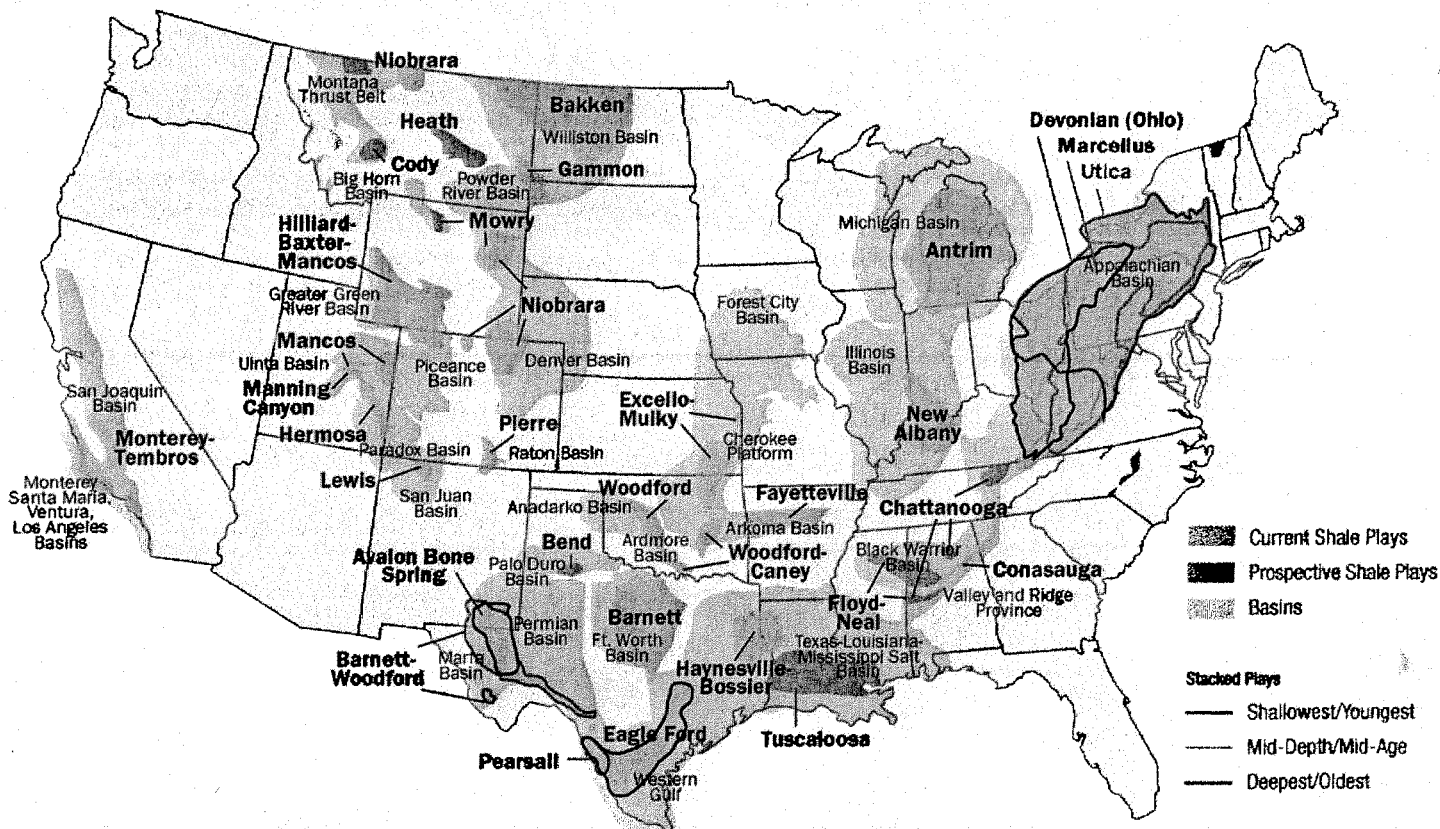 Niobrara
Montana
Thrust Belt
Bakken
Williston Basin
Heath
Cody
Gammon
Big Horn
Basin
Powder
River Basin
Mowry
Hilliard-
Baxter-
Mancos
Greater Green
River Basin
Niobrara
Mancos
Uinta Basin
Piceance
Basin
Denver Basin
Manning
Canyon
Hermosa
Paradox Basin
Pierre
Raton Basin
Lewis
San Juan
Basin
San Joaquin
Basin
Monterey-
Tembros
Monterey
Santa Maria,
Ventura,
Los Angeles
Basins
Excello-
Mulky
Cherokee
Platform
Forest City
Basin
Illinois
Basin
Michigan Basin
Antrim
New
Albany
Devonian (Ohio)
Marcellus
Utica
Appalachian
Basin
Woodford
Anadarko Basin
Fayetteville
Arkoma Basin
Ardmore
Basin
Woodford-
Caney
Bend
Palo Duro
Basin
Avalon Bone
Spring
Permian
Basin
Barnett
Ft. Worth
Basin
Barnett-
Woodford
Marfa
Basin
Haynesville-
Bossier
Eagle Ford
Pearsall
Western
Gulf
Tuscaloosa
Texas-Louisiana-
Mississippi Salt
Basin
Floyd-
Neal
Black Warrior
Basin
Chattanooga
Conasauga
Valley and Ridge
Province
Current Shale Plays
Prospective Shale Plays
Basins
Stacked Plays
Shallowest/Youngest
Mid-Depth/Mid-Age
Deepest/Oldest